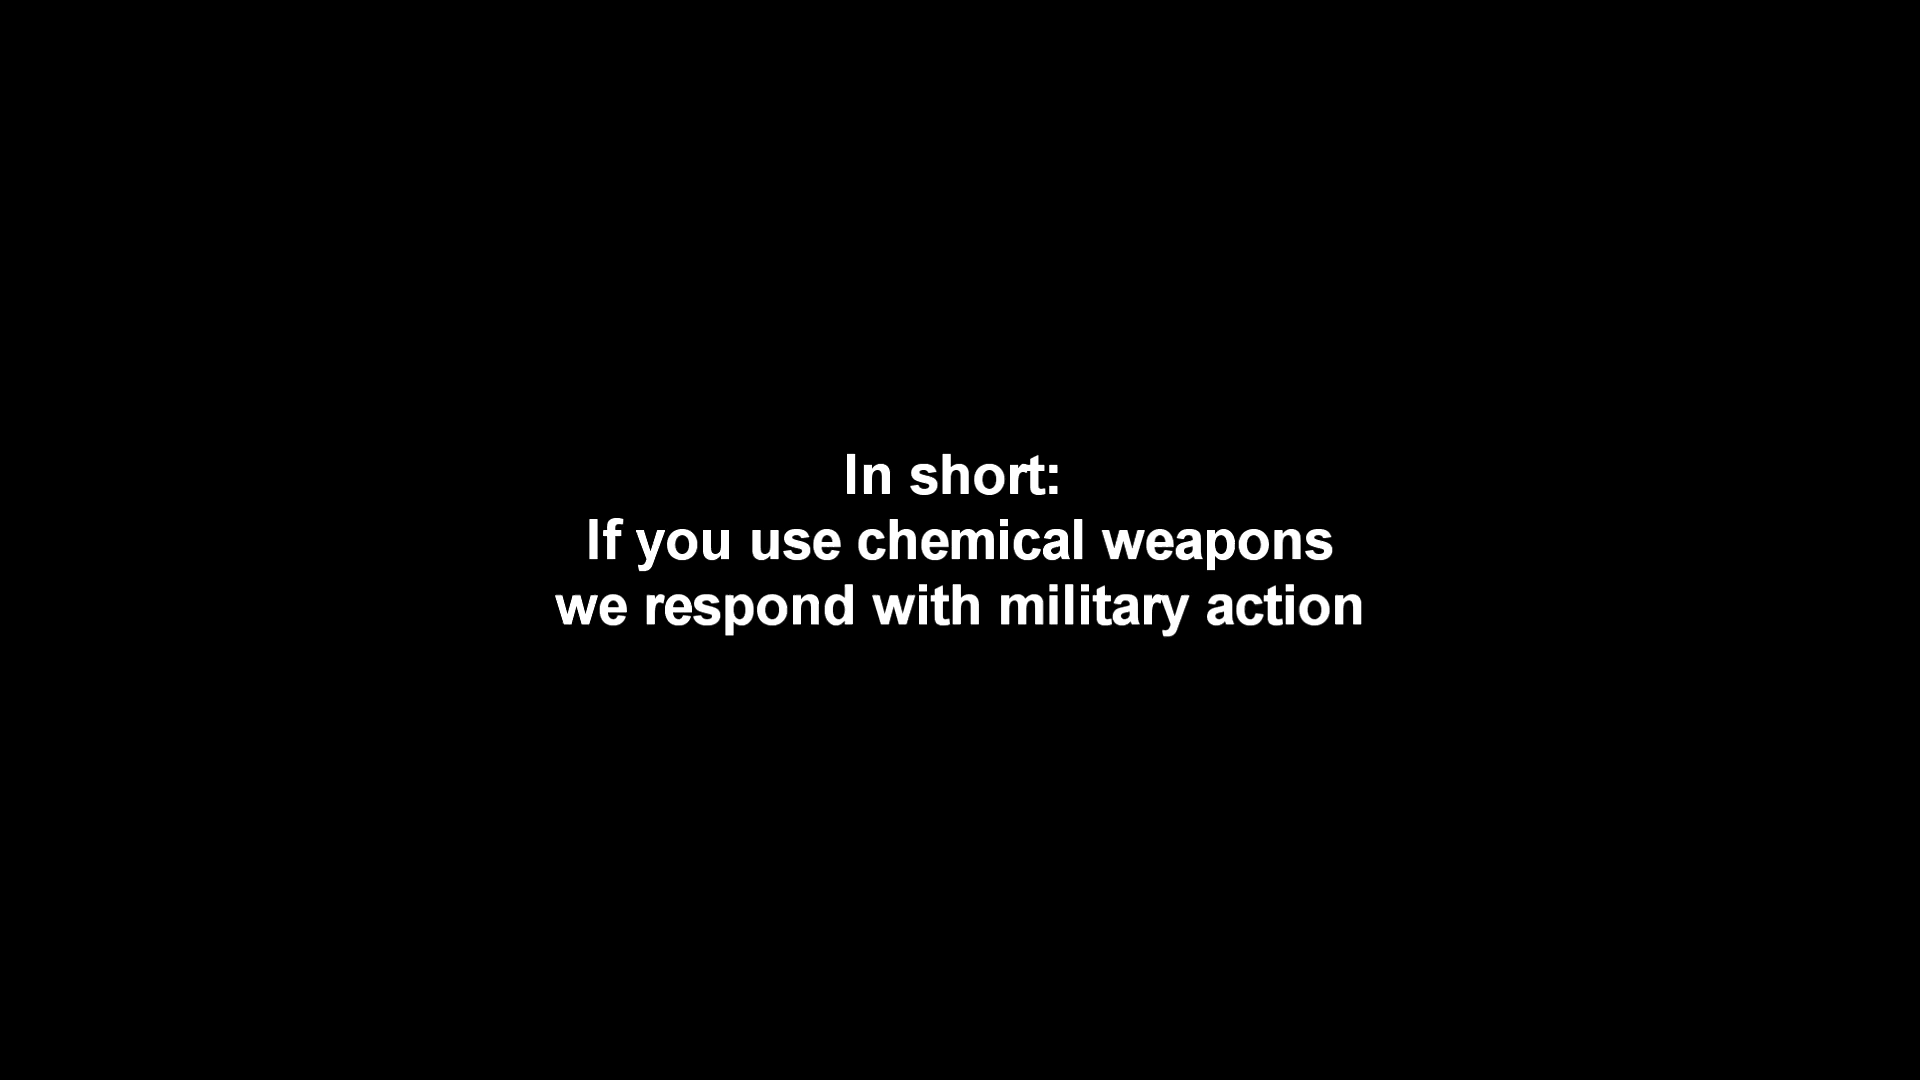 In short:
If you use chemical weapons
we respond with military action